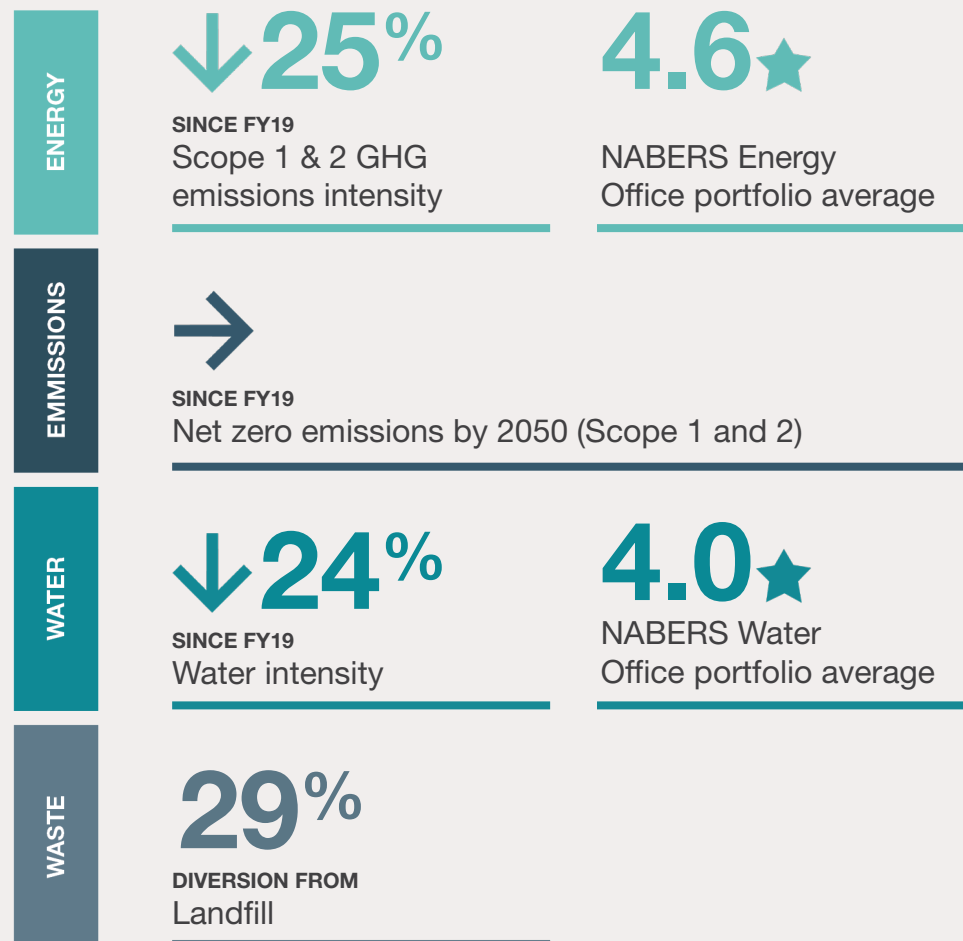 ENERGY
↓25%
SINCE FY19
Scope 1 & 2 GHG
emissions intensity
4.6★
NABERS Energy
Office portfolio average
EMMISSIONS
→
SINCE FY19
Net zero emissions by 2050 (Scope 1 and 2)
WATER
↓24%
SINCE FY19
Water intensity
4.0★
NABERS Water
Office portfolio average
WASTE
29%
DIVERSION FROM
Landfill